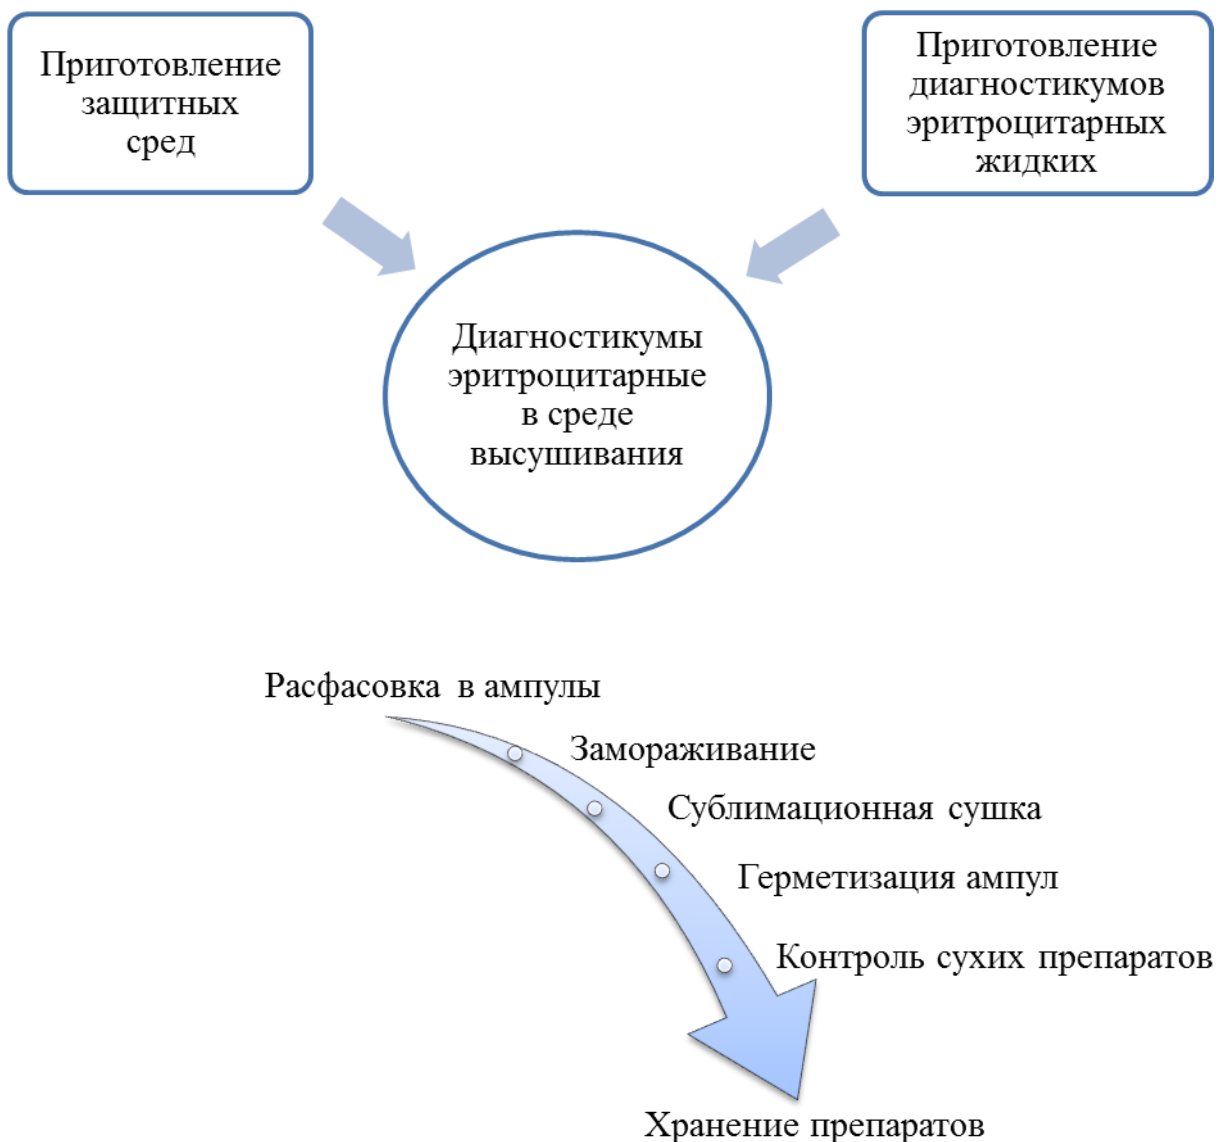 Приготовление
защитных
сред
Приготовление
диагностикумов
эритроцитарных
жидких
Диагностикумы
эритроцитарные
в среде
высушивания
Расфасовка в ампулы
Замораживание
Сублимационная сушка
Герметизация ампул
Контроль сухих препаратов
Хранение препаратов